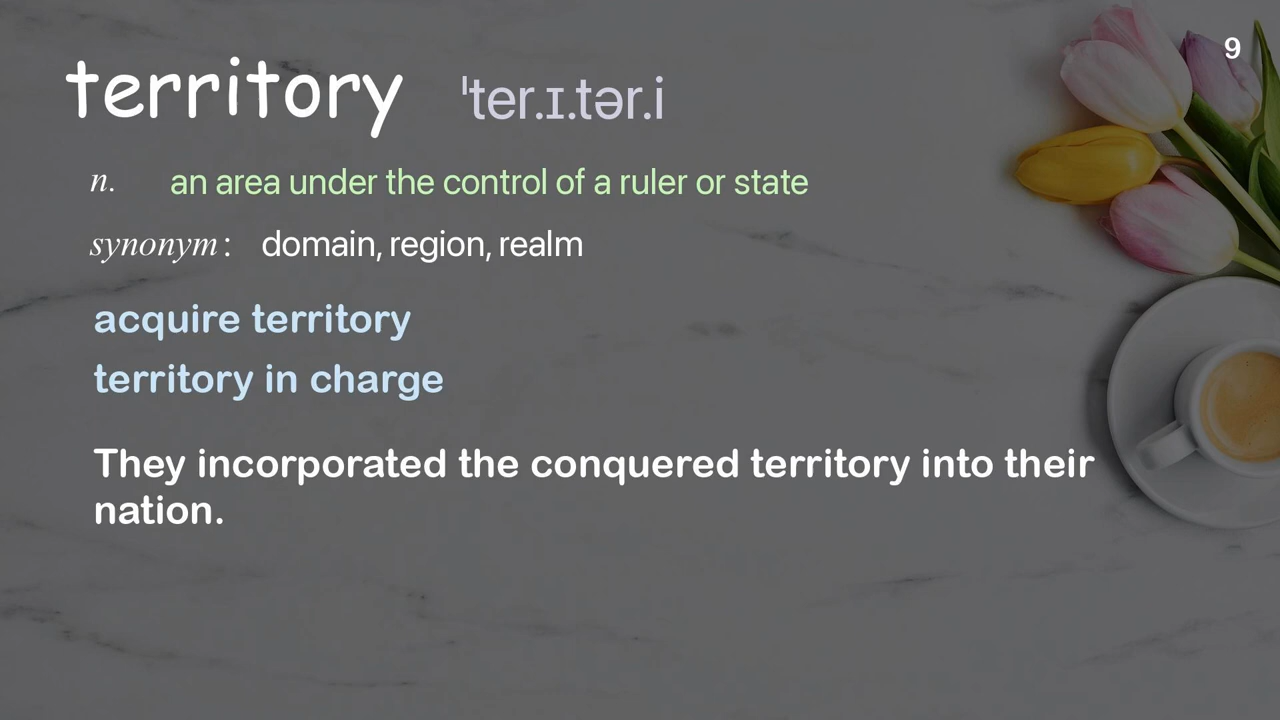 9
territory ˈter.ɪ.tər.i
n. an area under the control of a ruler or state
synonym: domain, region, realm
acquire territory
territory in charge
They incorporated the conquered territory into their
nation.